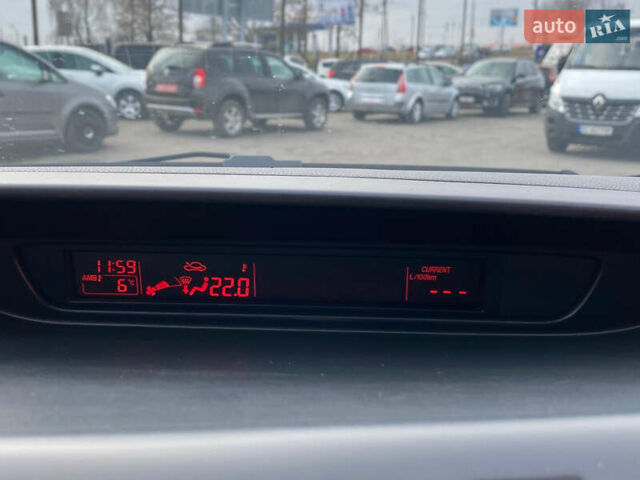 auto RIA
11:59
AMB
6°C
22.0
CURRENT
L/100km
---